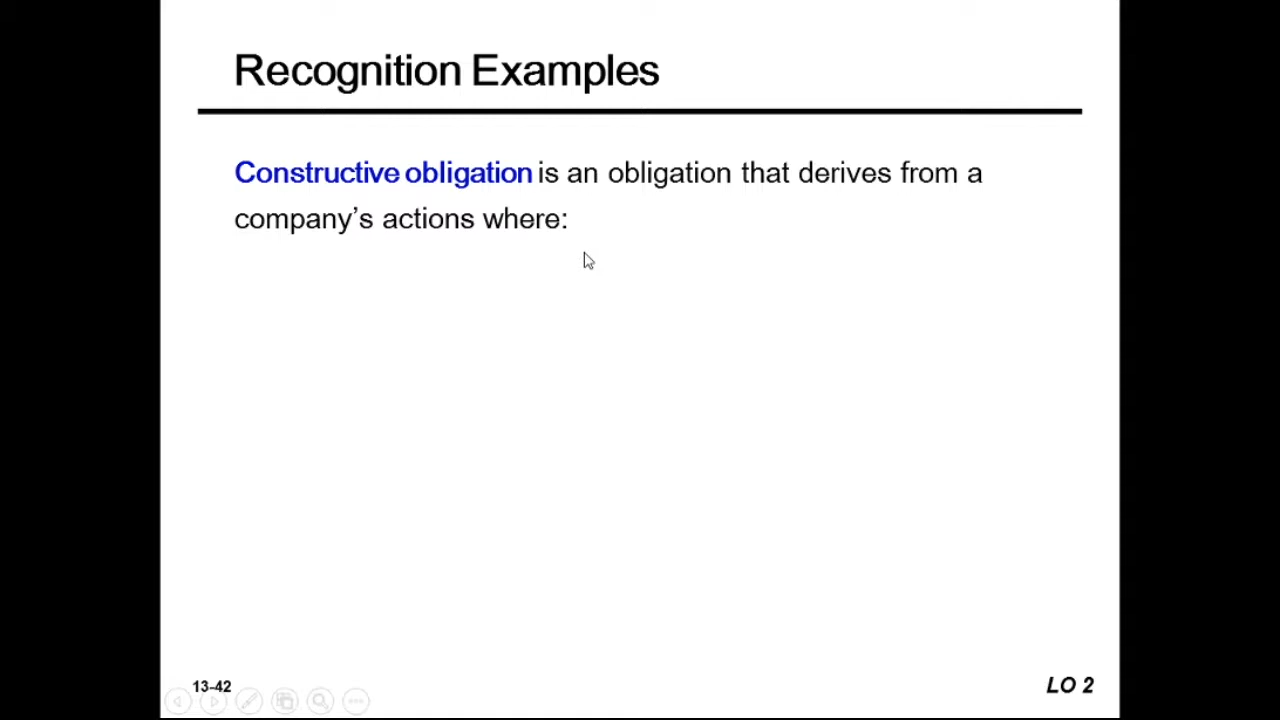 Recognition Examples
Constructive obligation is an obligation that derives from a
company’s actions where:
13-42
LO 2